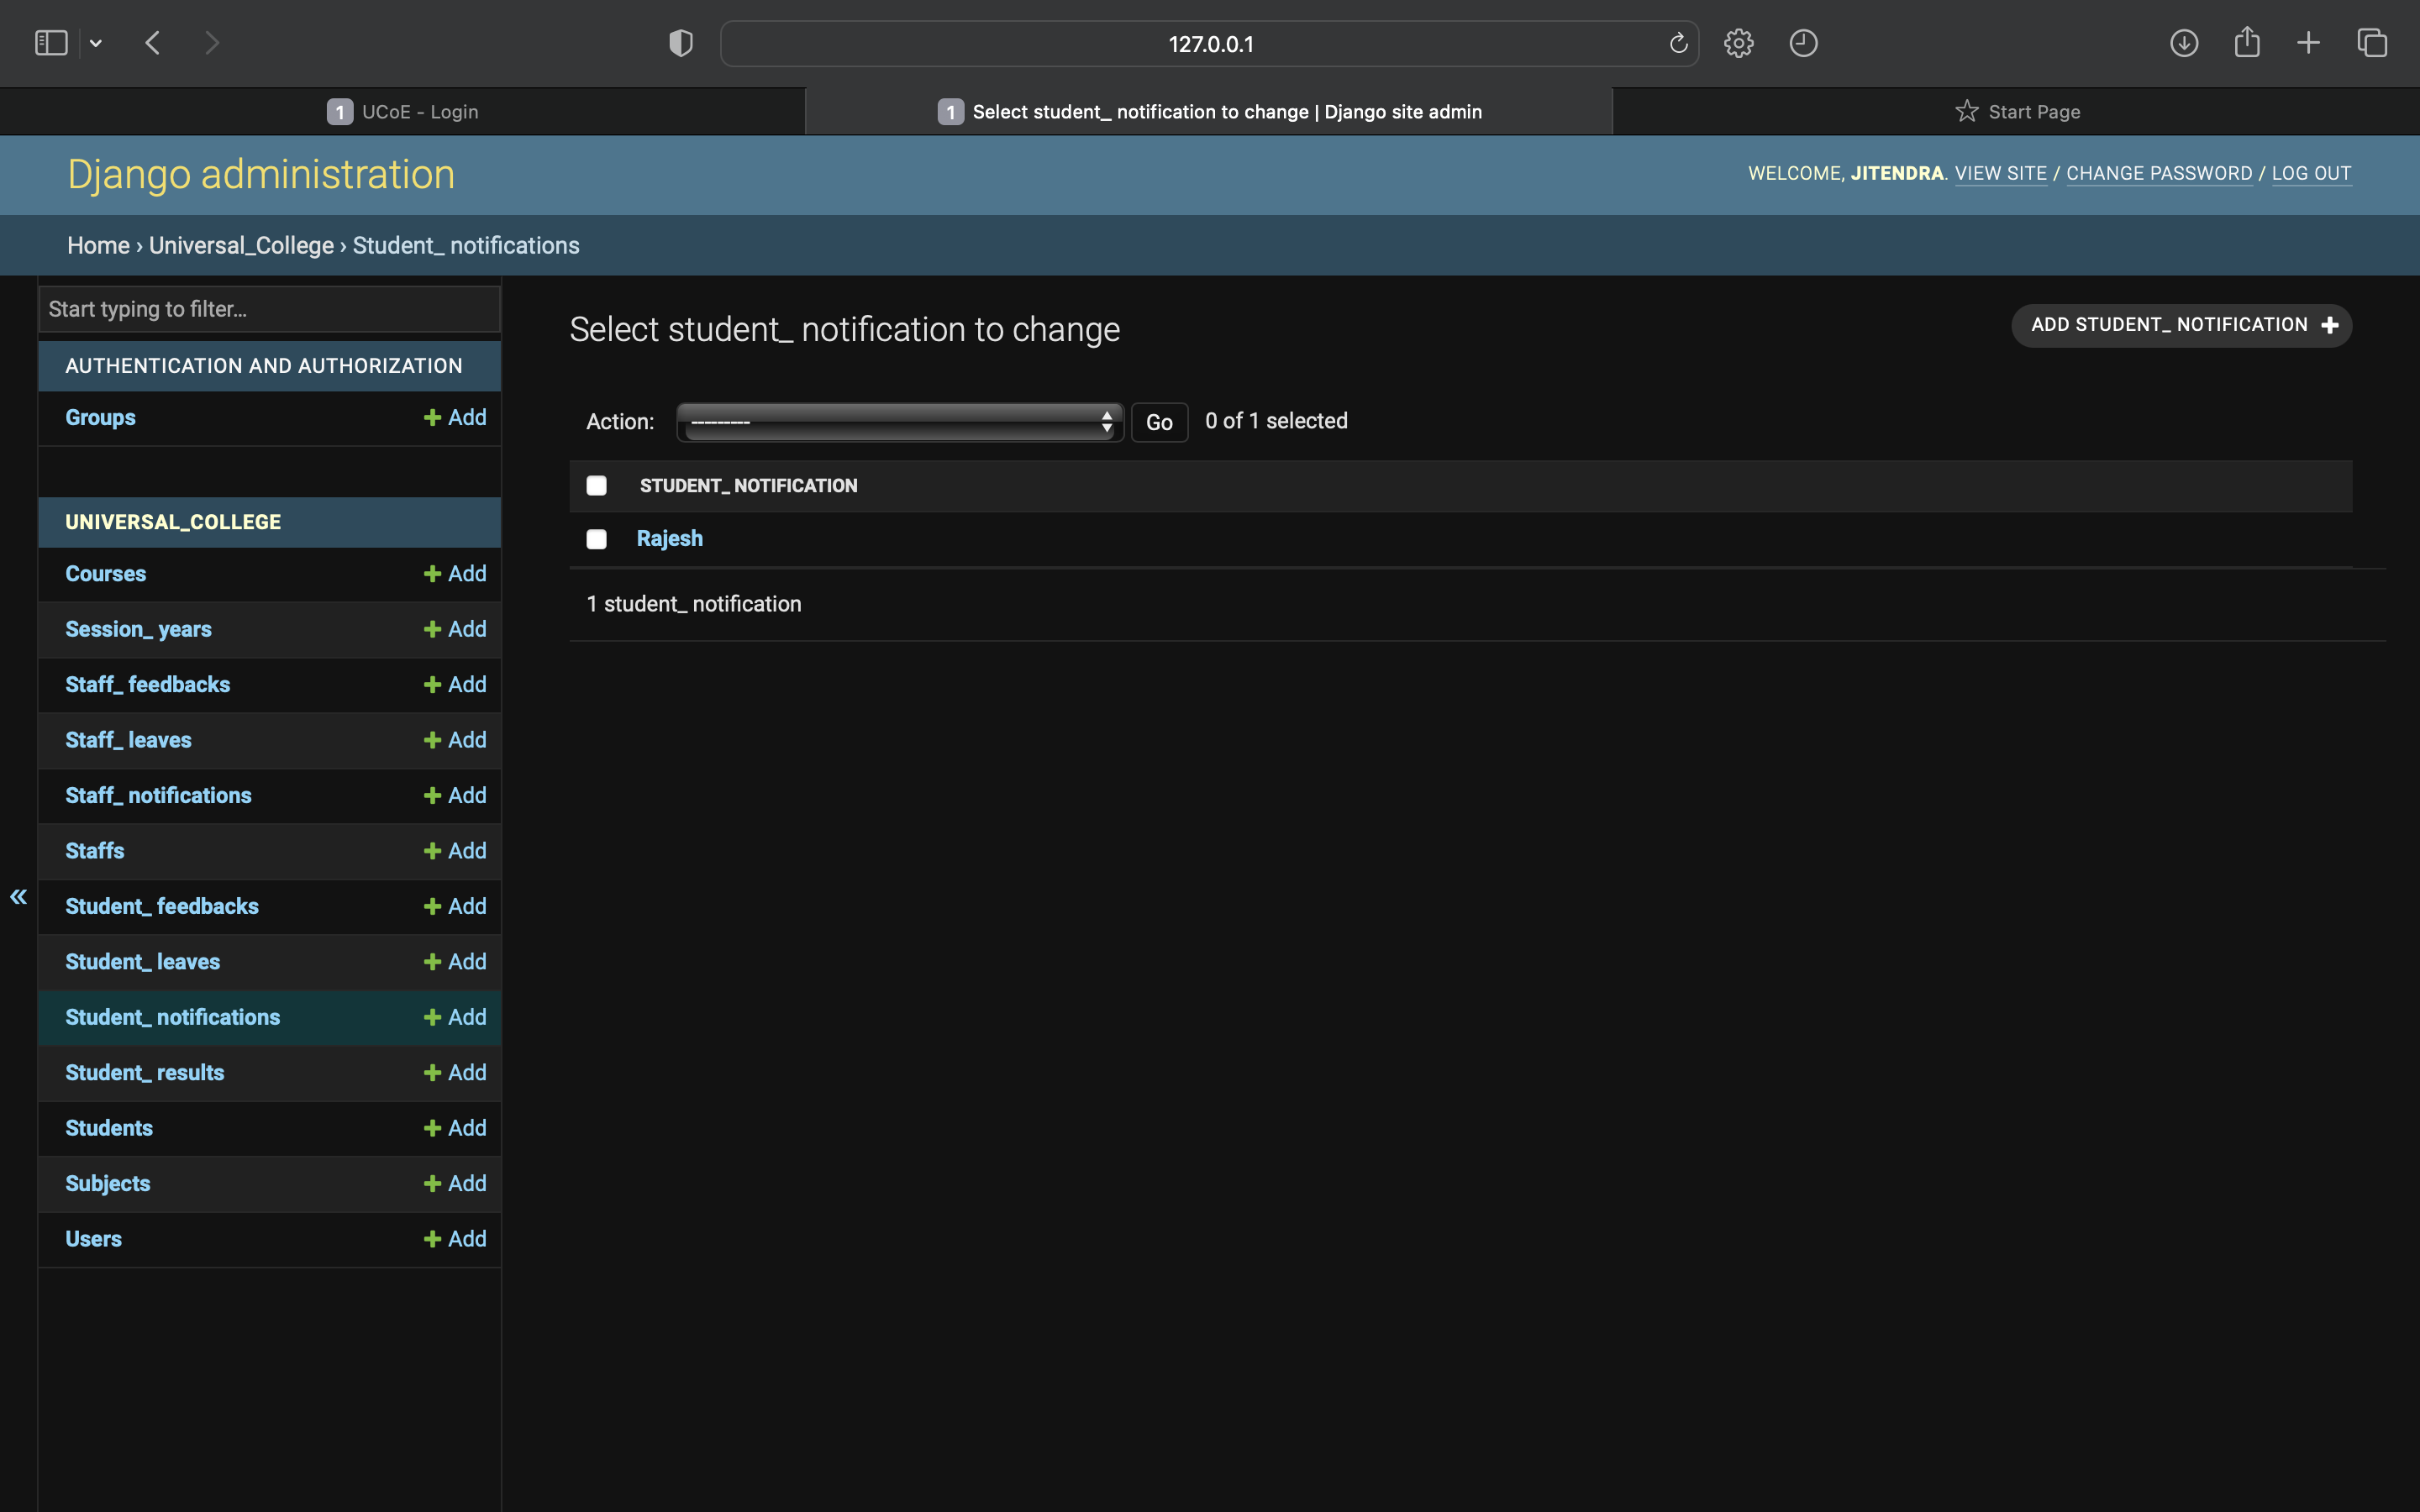 127.0.0.1
1 UCoE – Login
1 Select student_ notification to change | Django site admin
Start Page
Django administration
WELCOME, JITENDRA. VIEW SITE / CHANGE PASSWORD / LOG OUT
Home › Universal_College › Student_ notifications
Start typing to filter...
AUTHENTICATION AND AUTHORIZATION
Groups + Add
UNIVERSAL_COLLEGE
Courses + Add
Session_ years + Add
Staff_ feedbacks + Add
Staff_ leaves + Add
Staff_ notifications + Add
Staffs + Add
«
Student_ feedbacks + Add
Student_ leaves + Add
Student_ notifications + Add
Student_ results + Add
Students + Add
Subjects + Add
Users + Add
Select student_ notification to change
ADD STUDENT_ NOTIFICATION +
Action: --------- Go 0 of 1 selected
STUDENT_ NOTIFICATION
Rajesh
1 student_ notification